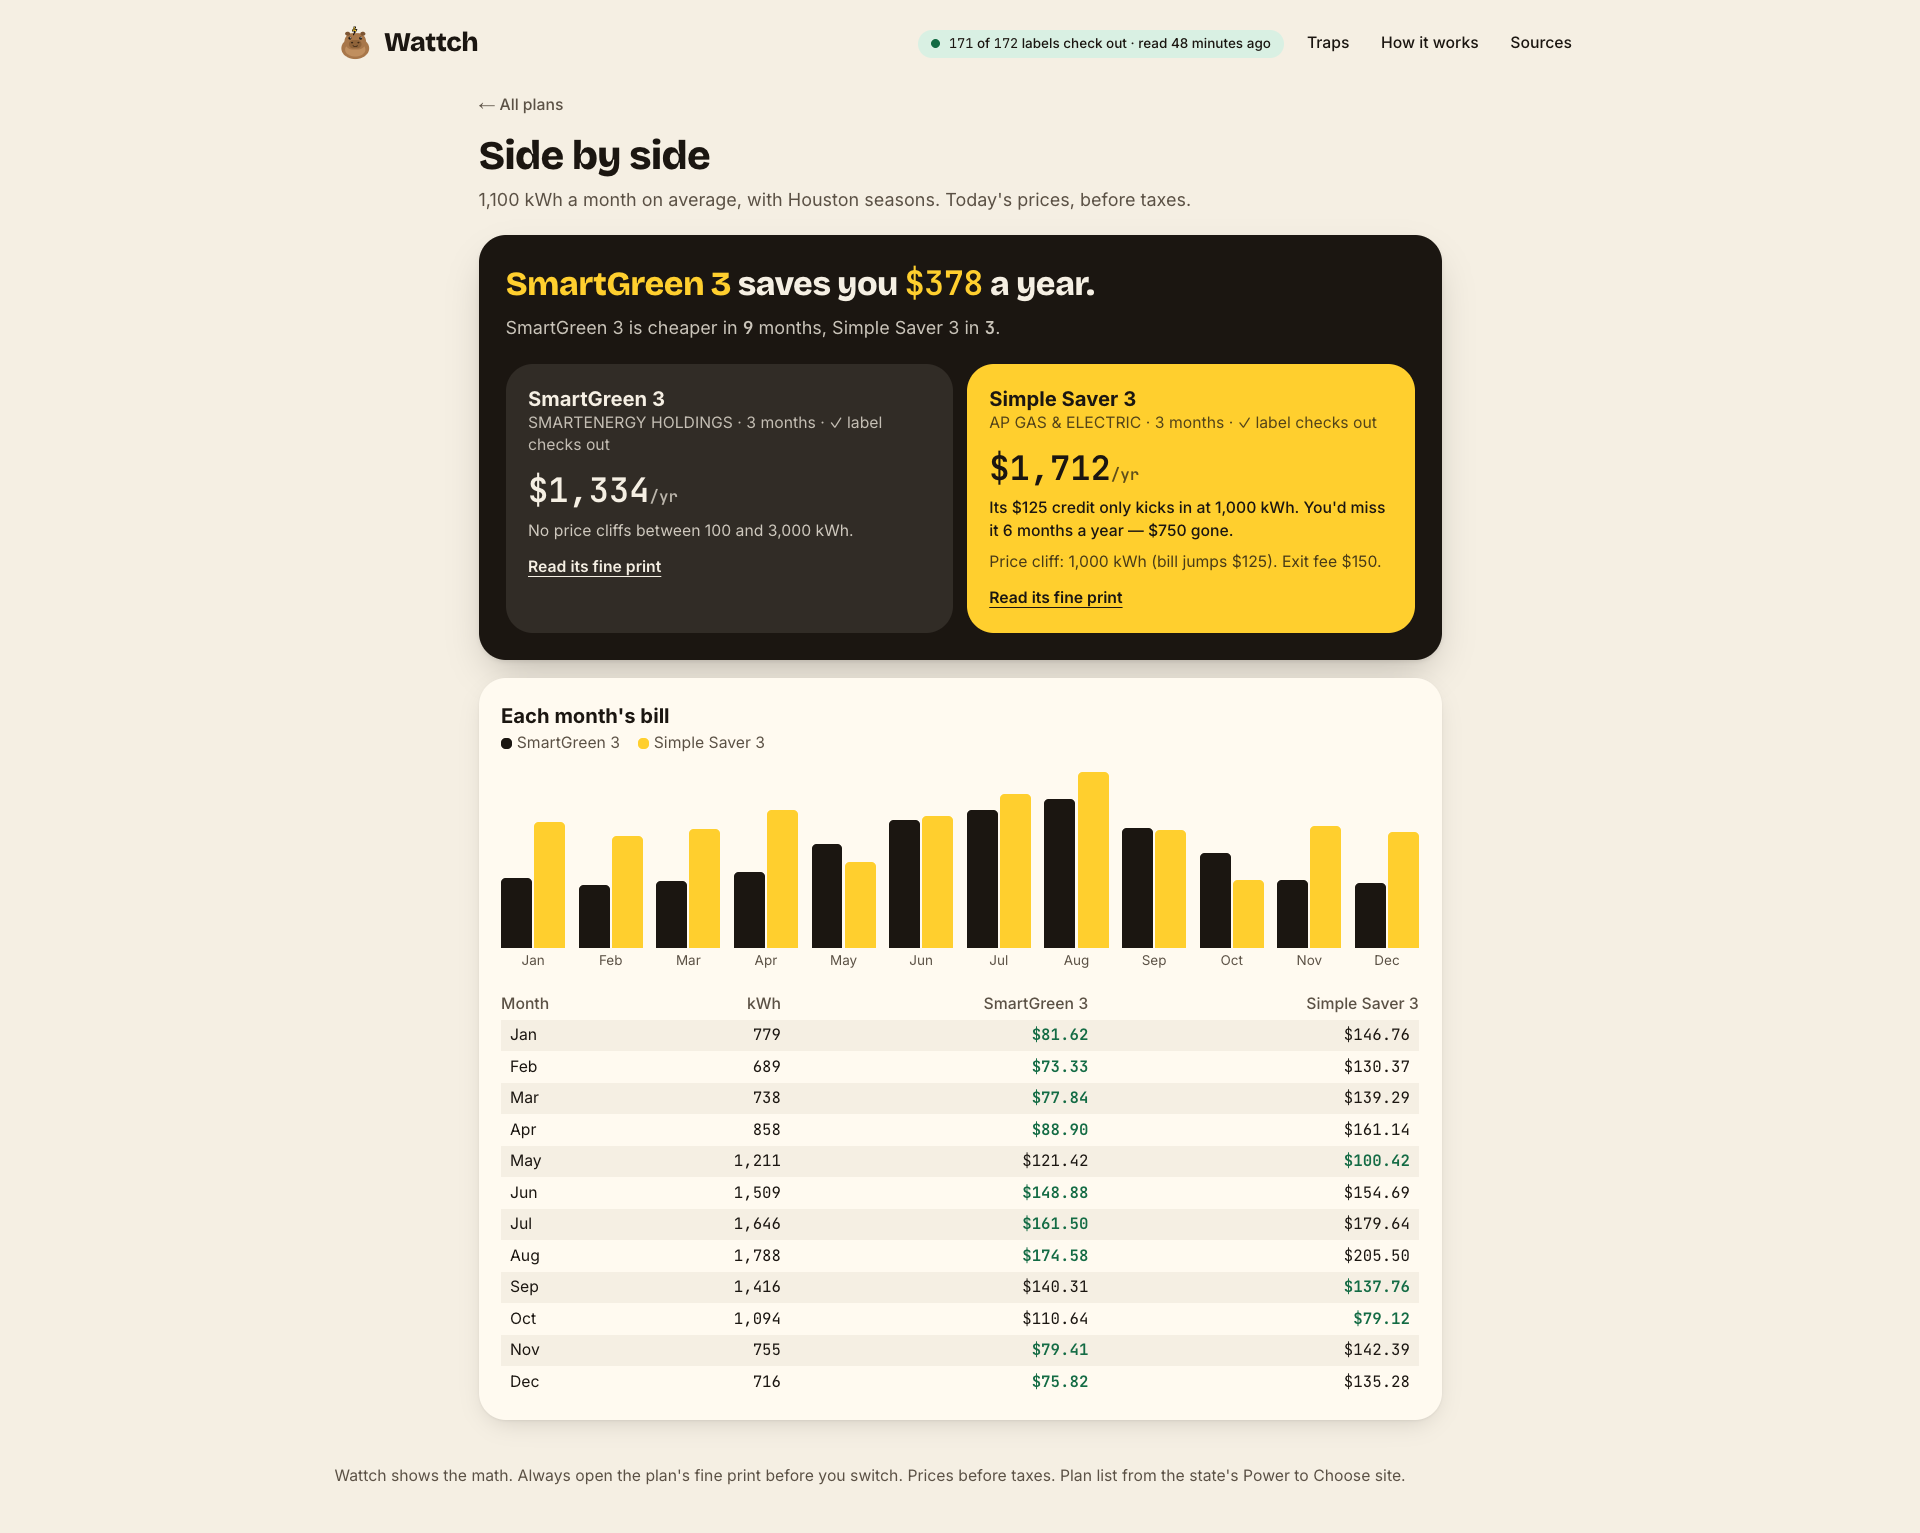 Wattch
171 of 172 labels check out · read 48 minutes ago
Traps
How it works
Sources
← All plans
Side by side
1,100 kWh a month on average, with Houston seasons. Today's prices, before taxes.
SmartGreen 3 saves you $378 a year.
SmartGreen 3 is cheaper in 9 months, Simple Saver 3 in 3.
SmartGreen 3
SMARTENERGY HOLDINGS · 3 months · ✓ label
checks out
$1,334/yr
No price cliffs between 100 and 3,000 kWh.
Read its fine print
Simple Saver 3
AP GAS & ELECTRIC · 3 months · ✓ label checks out
$1,712/yr
Its $125 credit only kicks in at 1,000 kWh. You'd miss
it 6 months a year — $750 gone.
Price cliff: 1,000 kWh (bill jumps $125). Exit fee $150.
Read its fine print
Each month's bill
SmartGreen 3 Simple Saver 3
Jan Feb Mar Apr May Jun Jul Aug Sep Oct Nov Dec
Month kWh SmartGreen 3 Simple Saver 3
Jan 779 $81.62 $146.76
Feb 689 $73.33 $130.37
Mar 738 $77.84 $139.29
Apr 858 $88.90 $161.14
May 1,211 $121.42 $100.42
Jun 1,509 $148.88 $154.69
Jul 1,646 $161.50 $179.64
Aug 1,788 $174.58 $205.50
Sep 1,416 $140.31 $137.76
Oct 1,094 $110.64 $79.12
Nov 755 $79.41 $142.39
Dec 716 $75.82 $135.28
Wattch shows the math. Always open the plan's fine print before you switch. Prices before taxes. Plan list from the state's Power to Choose site.